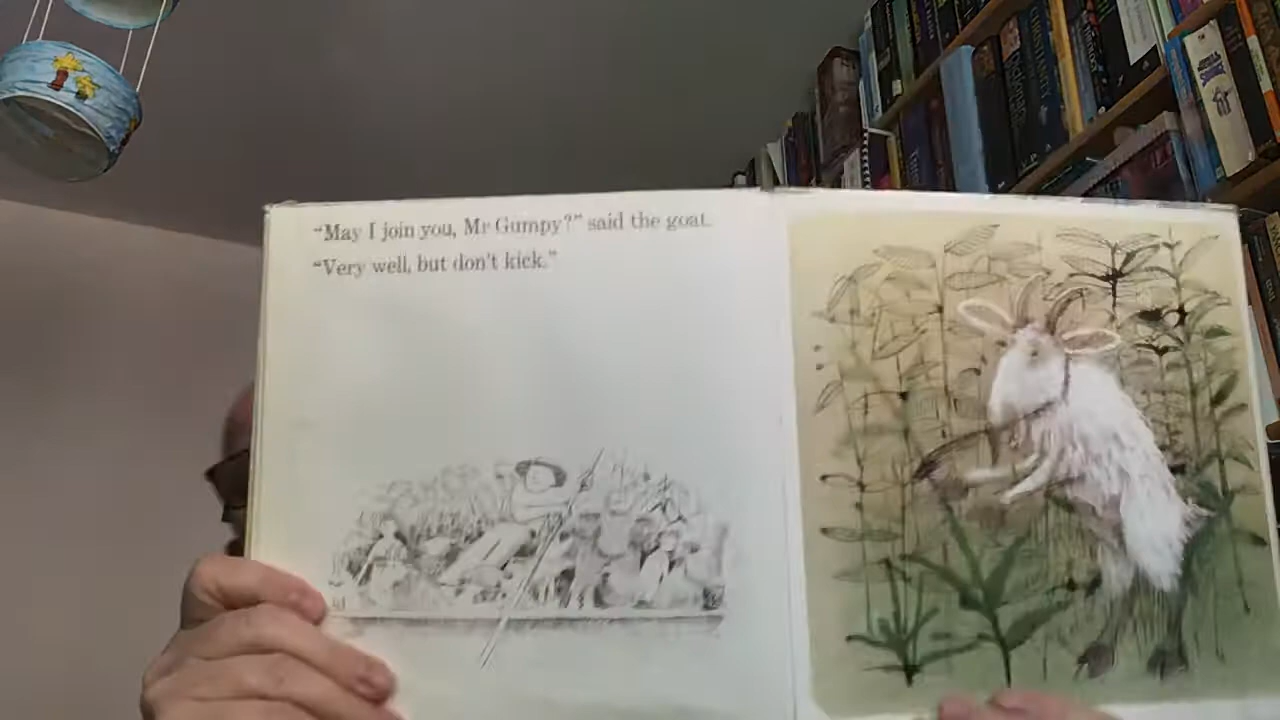 "May I join you, Mr Gumpy?" said the goat.
"Very well, but don't kick."